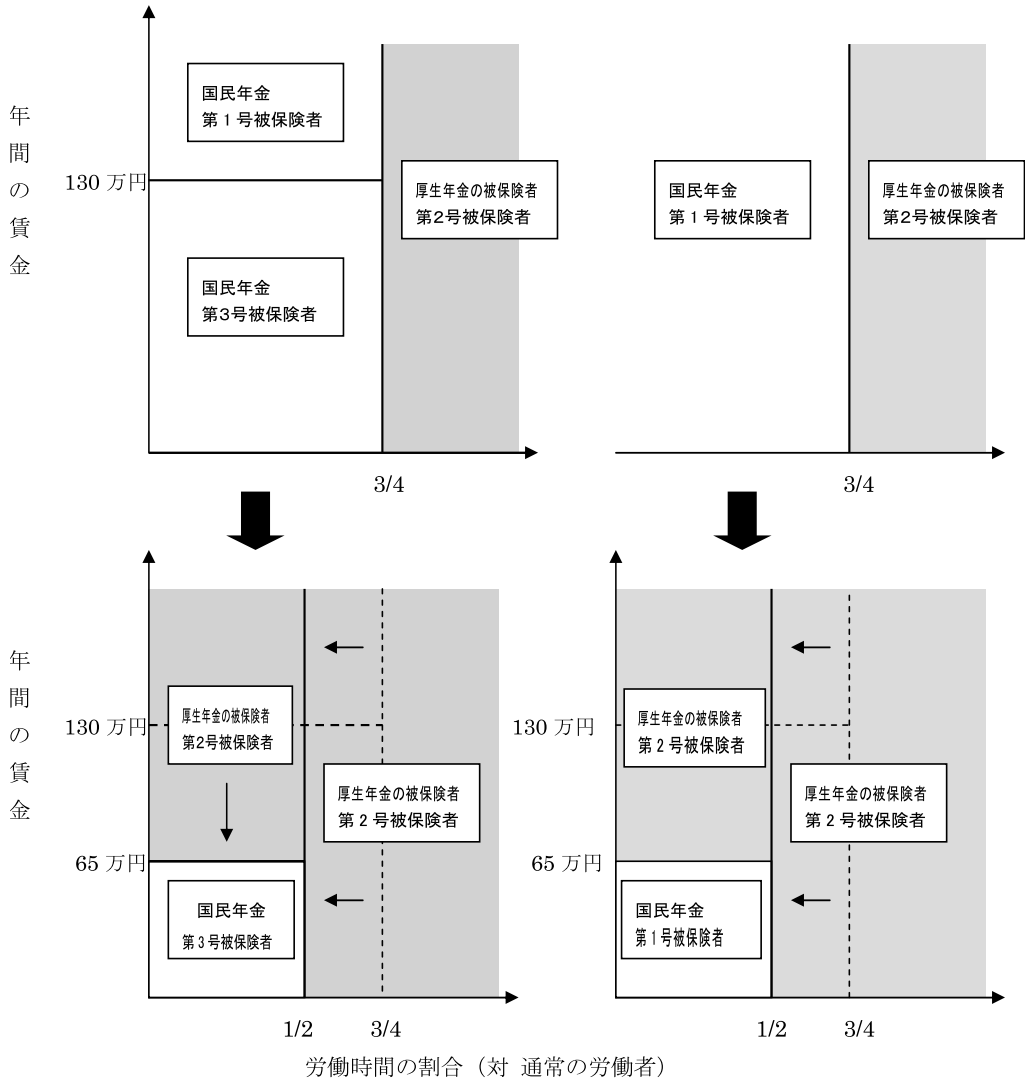 年間の賃金
国民年金
第１号被保険者
130 万円
厚生年金の被保険者
第2号被保険者
国民年金
第3号被保険者
3/4
国民年金
第１号被保険者
厚生年金の被保険者
第2号被保険者
3/4
年間の賃金
厚生年金の被保険者
第2号被保険者
130 万円
厚生年金の被保険者
第２号被保険者
65 万円
国民年金
第３号被保険者
1/2
3/4
厚生年金の被保険者
第２号被保険者
130 万円
厚生年金の被保険者
第２号被保険者
65 万円
国民年金
第１号被保険者
1/2
3/4
労働時間の割合（対 通常の労働者）